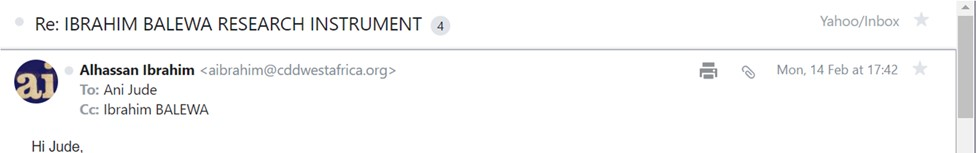 Re: IBRAHIM BALEWA RESEARCH INSTRUMENT 4
Yahoo/Inbox
ai
Alhassan Ibrahim <aibrahim@cddwestafrica.org>
Mon, 14 Feb at 17:42
To: Ani Jude
Cc: Ibrahim BALEWA
Hi Jude,